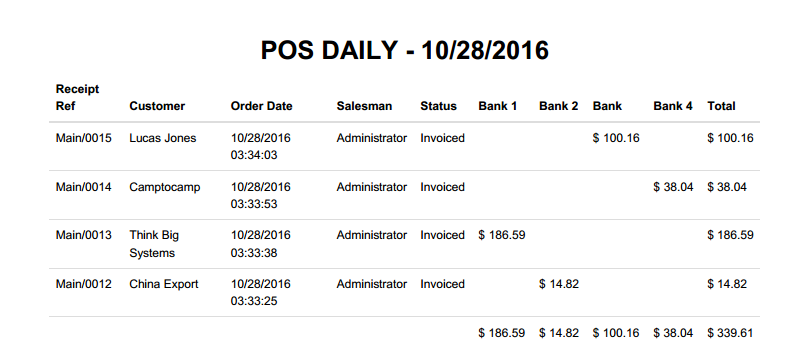 POS DAILY - 10/28/2016
Receipt
Ref Customer Order Date Salesman Status Bank 1 Bank 2 Bank Bank 4 Total
Main/0015 Lucas Jones 10/28/2016 Administrator Invoiced $ 100.16 $ 100.16
03:34:03
Main/0014 Camptocamp 10/28/2016 Administrator Invoiced $ 38.04 $ 38.04
03:33:53
Main/0013 Think Big 10/28/2016 Administrator Invoiced $ 186.59 $ 186.59
Systems 03:33:38
Main/0012 China Export 10/28/2016 Administrator Invoiced $ 14.82 $ 14.82
03:33:25
$ 186.59 $ 14.82 $ 100.16 $ 38.04 $ 339.61